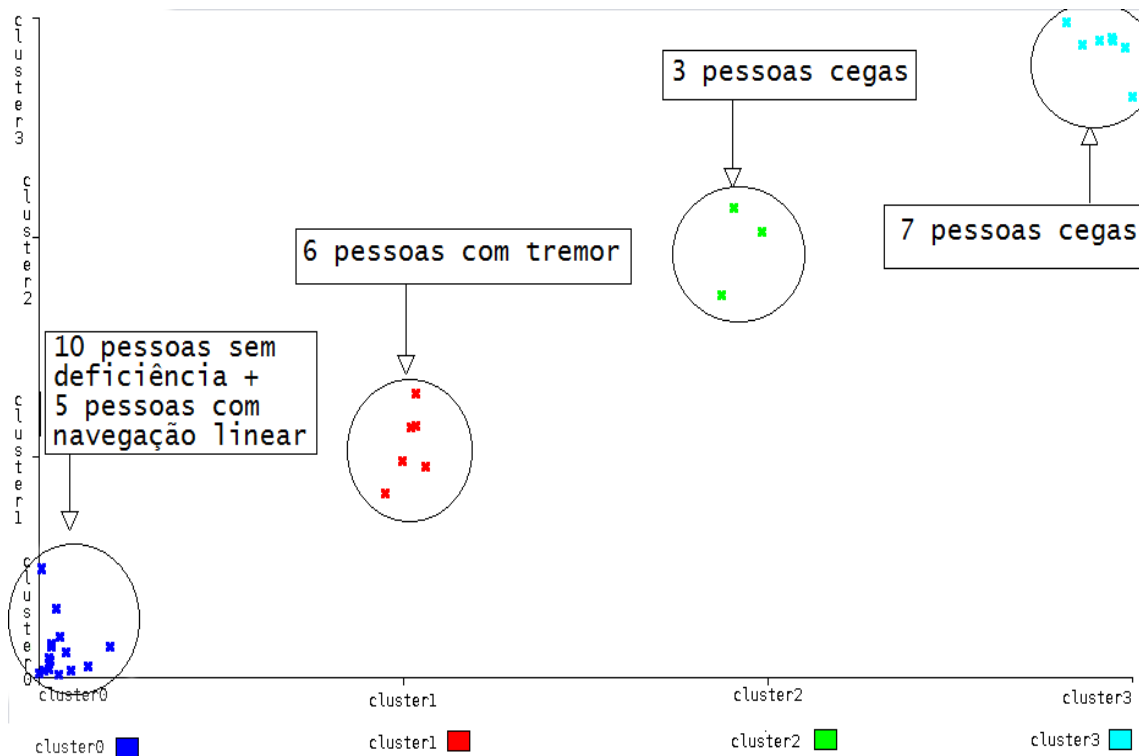 cluster3
cluster2
cluster1
cluster0
3 pessoas cegas
7 pessoas cegas
6 pessoas com tremor
10 pessoas sem
deficiência +
5 pessoas com
navegação linear
cluster0
cluster1
cluster2
cluster3
cluster0
cluster1
cluster2
cluster3